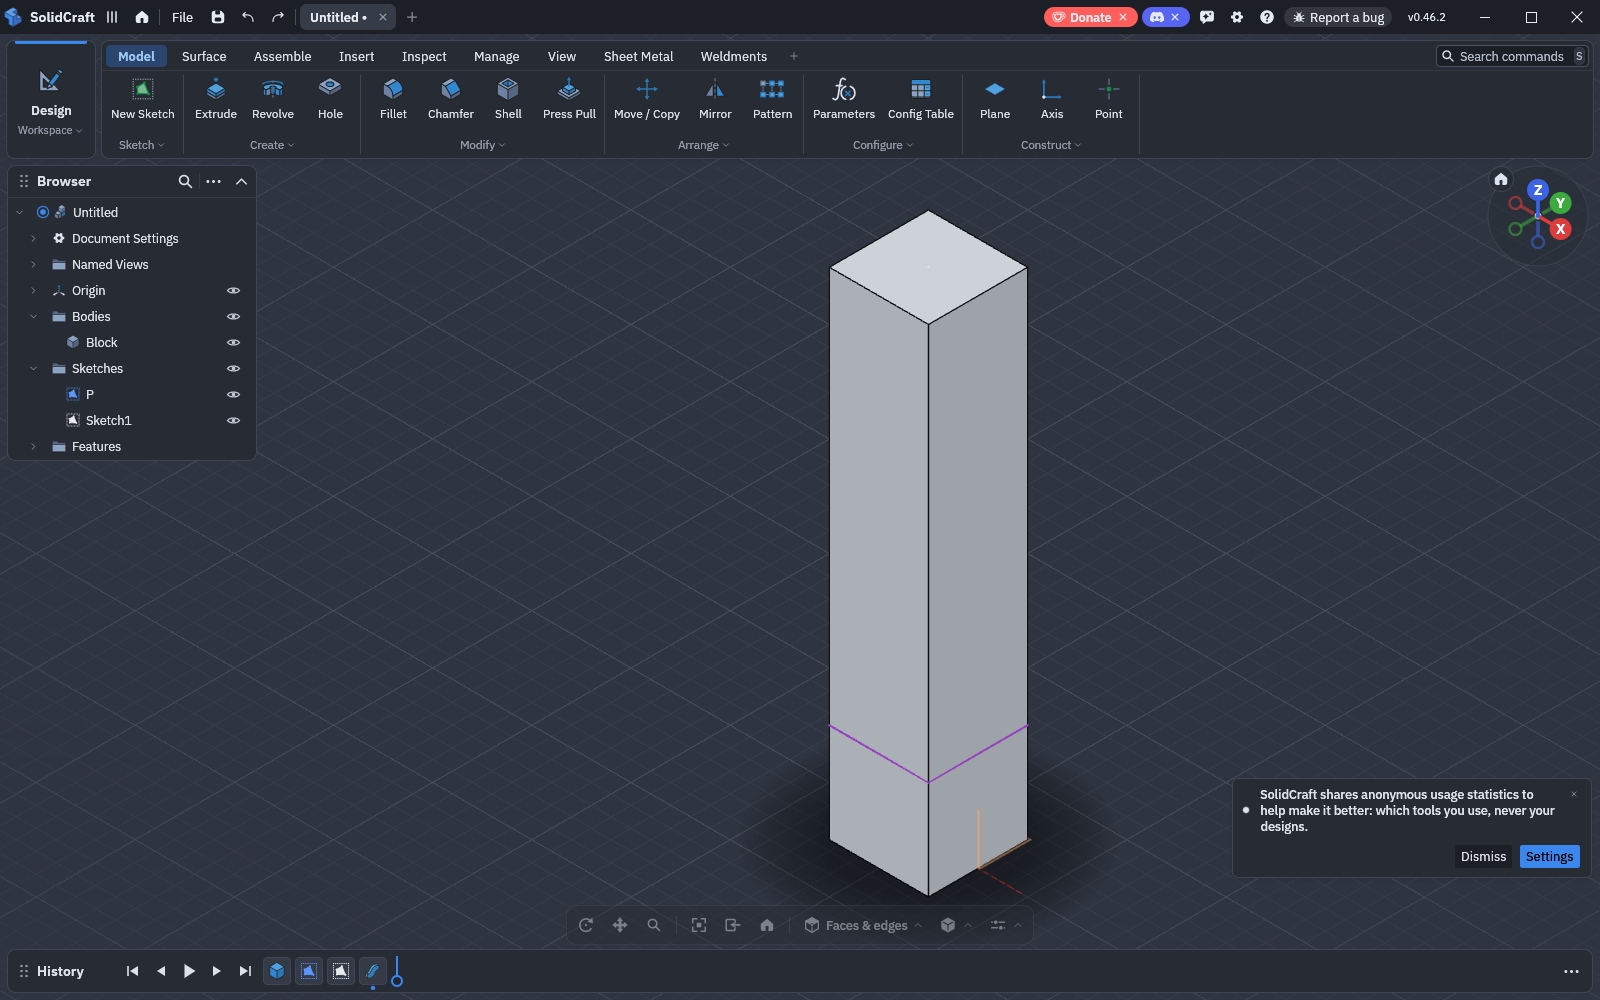 SolidCraft
File
Untitled •
Donate
Report a bug
v0.46.2
Design
Workspace
Model
Surface
Assemble
Insert
Inspect
Manage
View
Sheet Metal
Weldments
Search commands
S
New Sketch
Extrude
Revolve
Hole
Fillet
Chamfer
Shell
Press Pull
Move / Copy
Mirror
Pattern
Parameters
Config Table
Plane
Axis
Point
Sketch
Create
Modify
Arrange
Configure
Construct
Browser
Untitled
Document Settings
Named Views
Origin
Bodies
Block
Sketches
P
Sketch1
Features
Z
Y
X
SolidCraft shares anonymous usage statistics to
help make it better: which tools you use, never your
designs.
Dismiss
Settings
Faces & edges
History